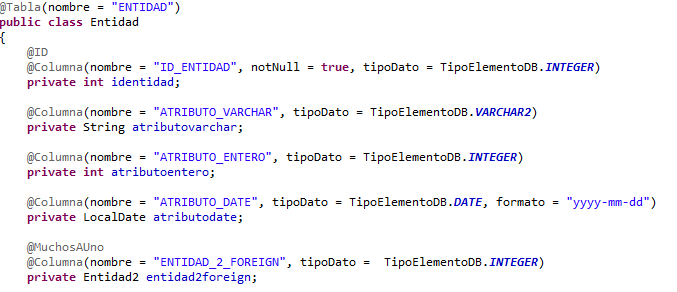 @Tabla(nombre = "ENTIDAD")
public class Entidad
{
@ID
@Columna(nombre = "ID_ENTIDAD", notNull = true, tipoDato = TipoElementoDB.INTEGER)
private int identidad;
@Columna(nombre = "ATRIBUTO_VARCHAR", tipoDato = TipoElementoDB.VARCHAR2)
private String atributovarchar;
@Columna(nombre = "ATRIBUTO_ENTERO", tipoDato = TipoElementoDB.INTEGER)
private int atributoentero;
@Columna(nombre = "ATRIBUTO_DATE", tipoDato = TipoElementoDB.DATE, formato = "yyyy-mm-dd")
private LocalDate atributodate;
@MuchosAUno
@Columna(nombre = "ENTIDAD_2_FOREIGN", tipoDato =  TipoElementoDB.INTEGER)
private Entidad2 entidad2foreign;